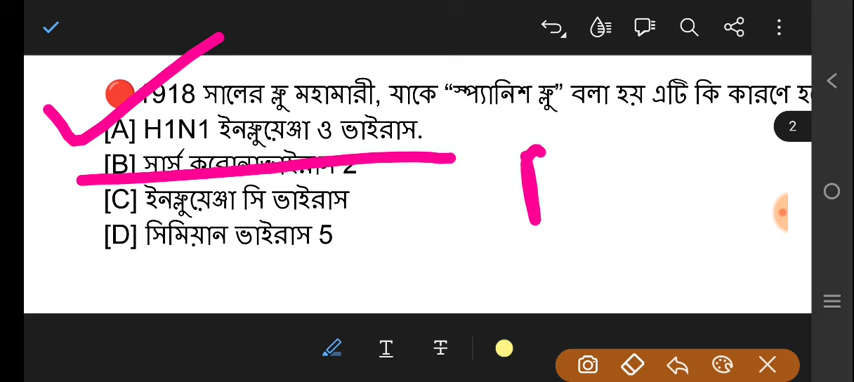 1918 সালের ফ্লু মহামারী, যাকে “স্প্যানিশ ফ্লু” বলা হয় এটি কি কারণে
[A] H1N1 ইনফ্লুয়েঞ্জা ও ভাইরাস.
2
[B] সার্স করোনাভাইরাস 2
[C] ইনফ্লুয়েঞ্জা সি ভাইরাস
[D] সিমিয়ান ভাইরাস 5